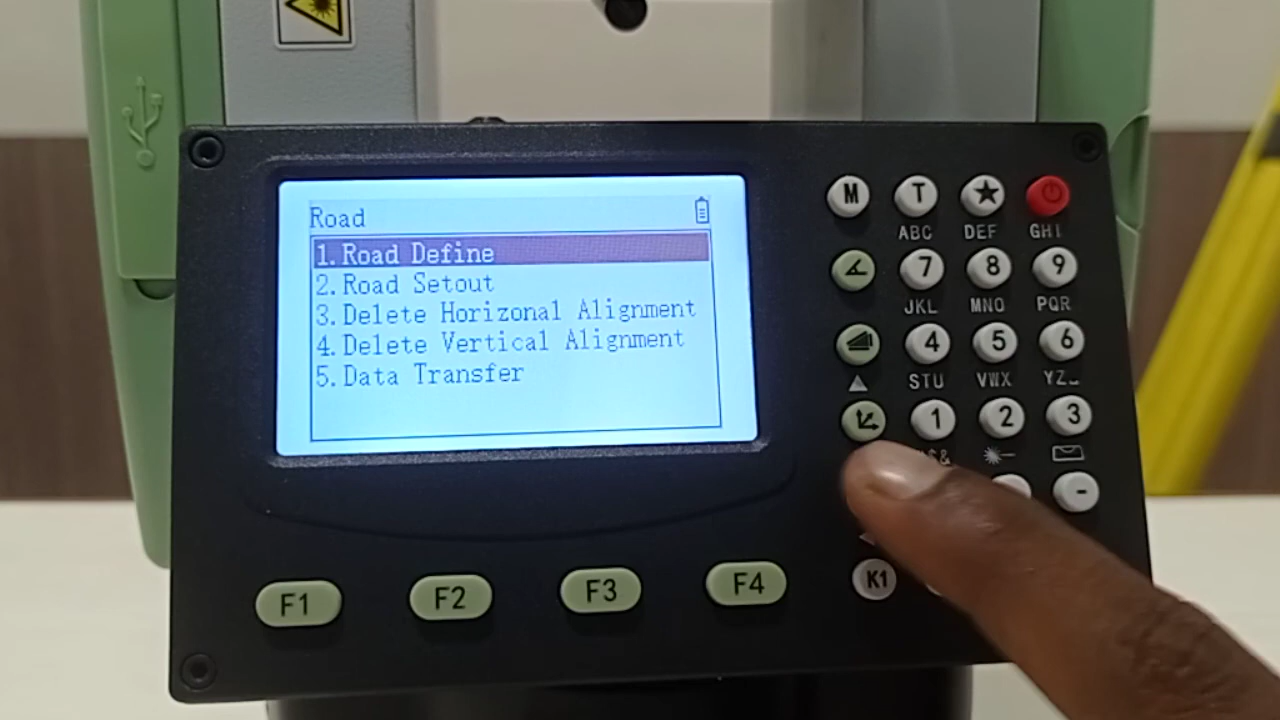 Road
1.Road Define
2.Road Setout
3.Delete Horizonal Alignment
4.Delete Vertical Alignment
5.Data Transfer
M T ★
ABC DEF GHI
7 8 9
JKL MNO PQR
4 5 6
STU VWX YZ_
1 2 3
$&
-
F1 F2 F3 F4 K1